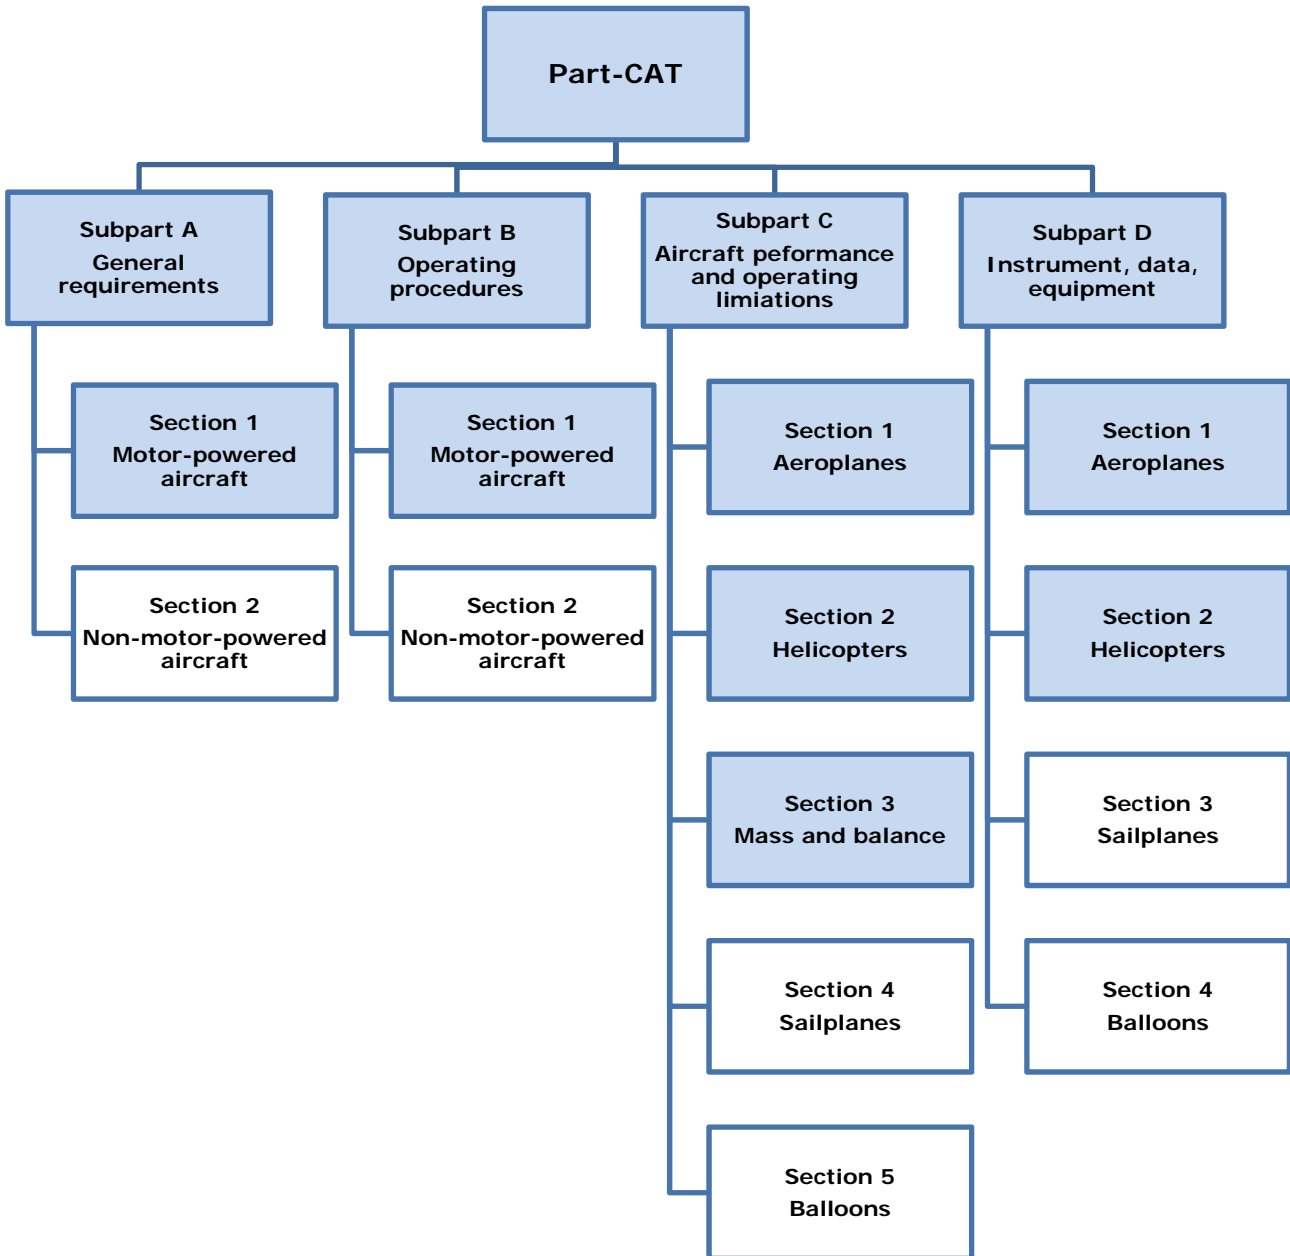 Part-CAT
Subpart A
General
requirements
Subpart B
Operating
procedures
Subpart C
Aircraft peformance
and operating
limiations
Subpart D
Instrument, data,
equipment
Section 1
Motor-powered
aircraft
Section 2
Non-motor-powered
aircraft
Section 1
Motor-powered
aircraft
Section 2
Non-motor-powered
aircraft
Section 1
Aeroplanes
Section 2
Helicopters
Section 3
Mass and balance
Section 4
Sailplanes
Section 5
Balloons
Section 1
Aeroplanes
Section 2
Helicopters
Section 3
Sailplanes
Section 4
Balloons